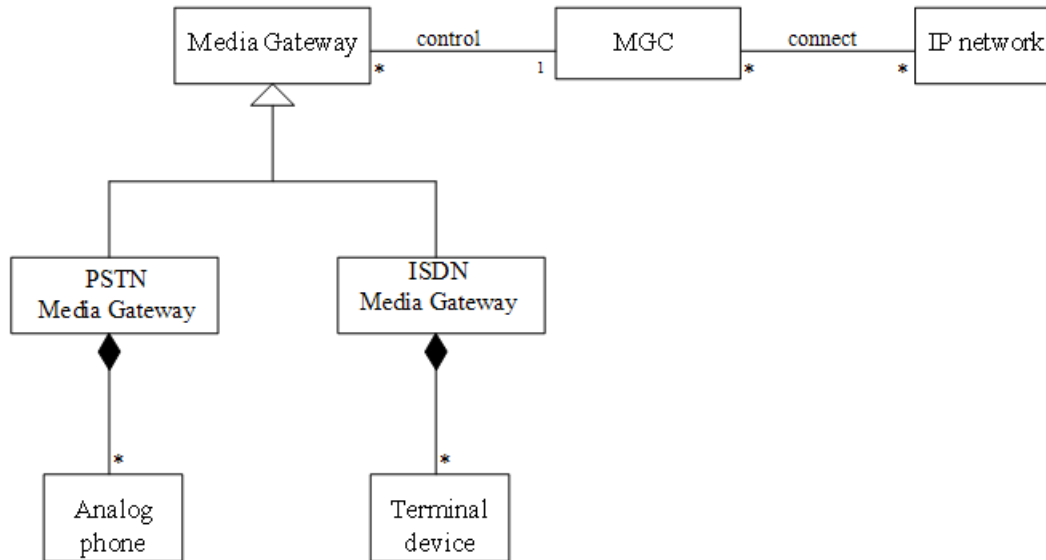 Media Gateway
control
*
1
MGC
connect
*
*
IP network
PSTN
Media Gateway
ISDN
Media Gateway
*
*
Analog
phone
Terminal
device